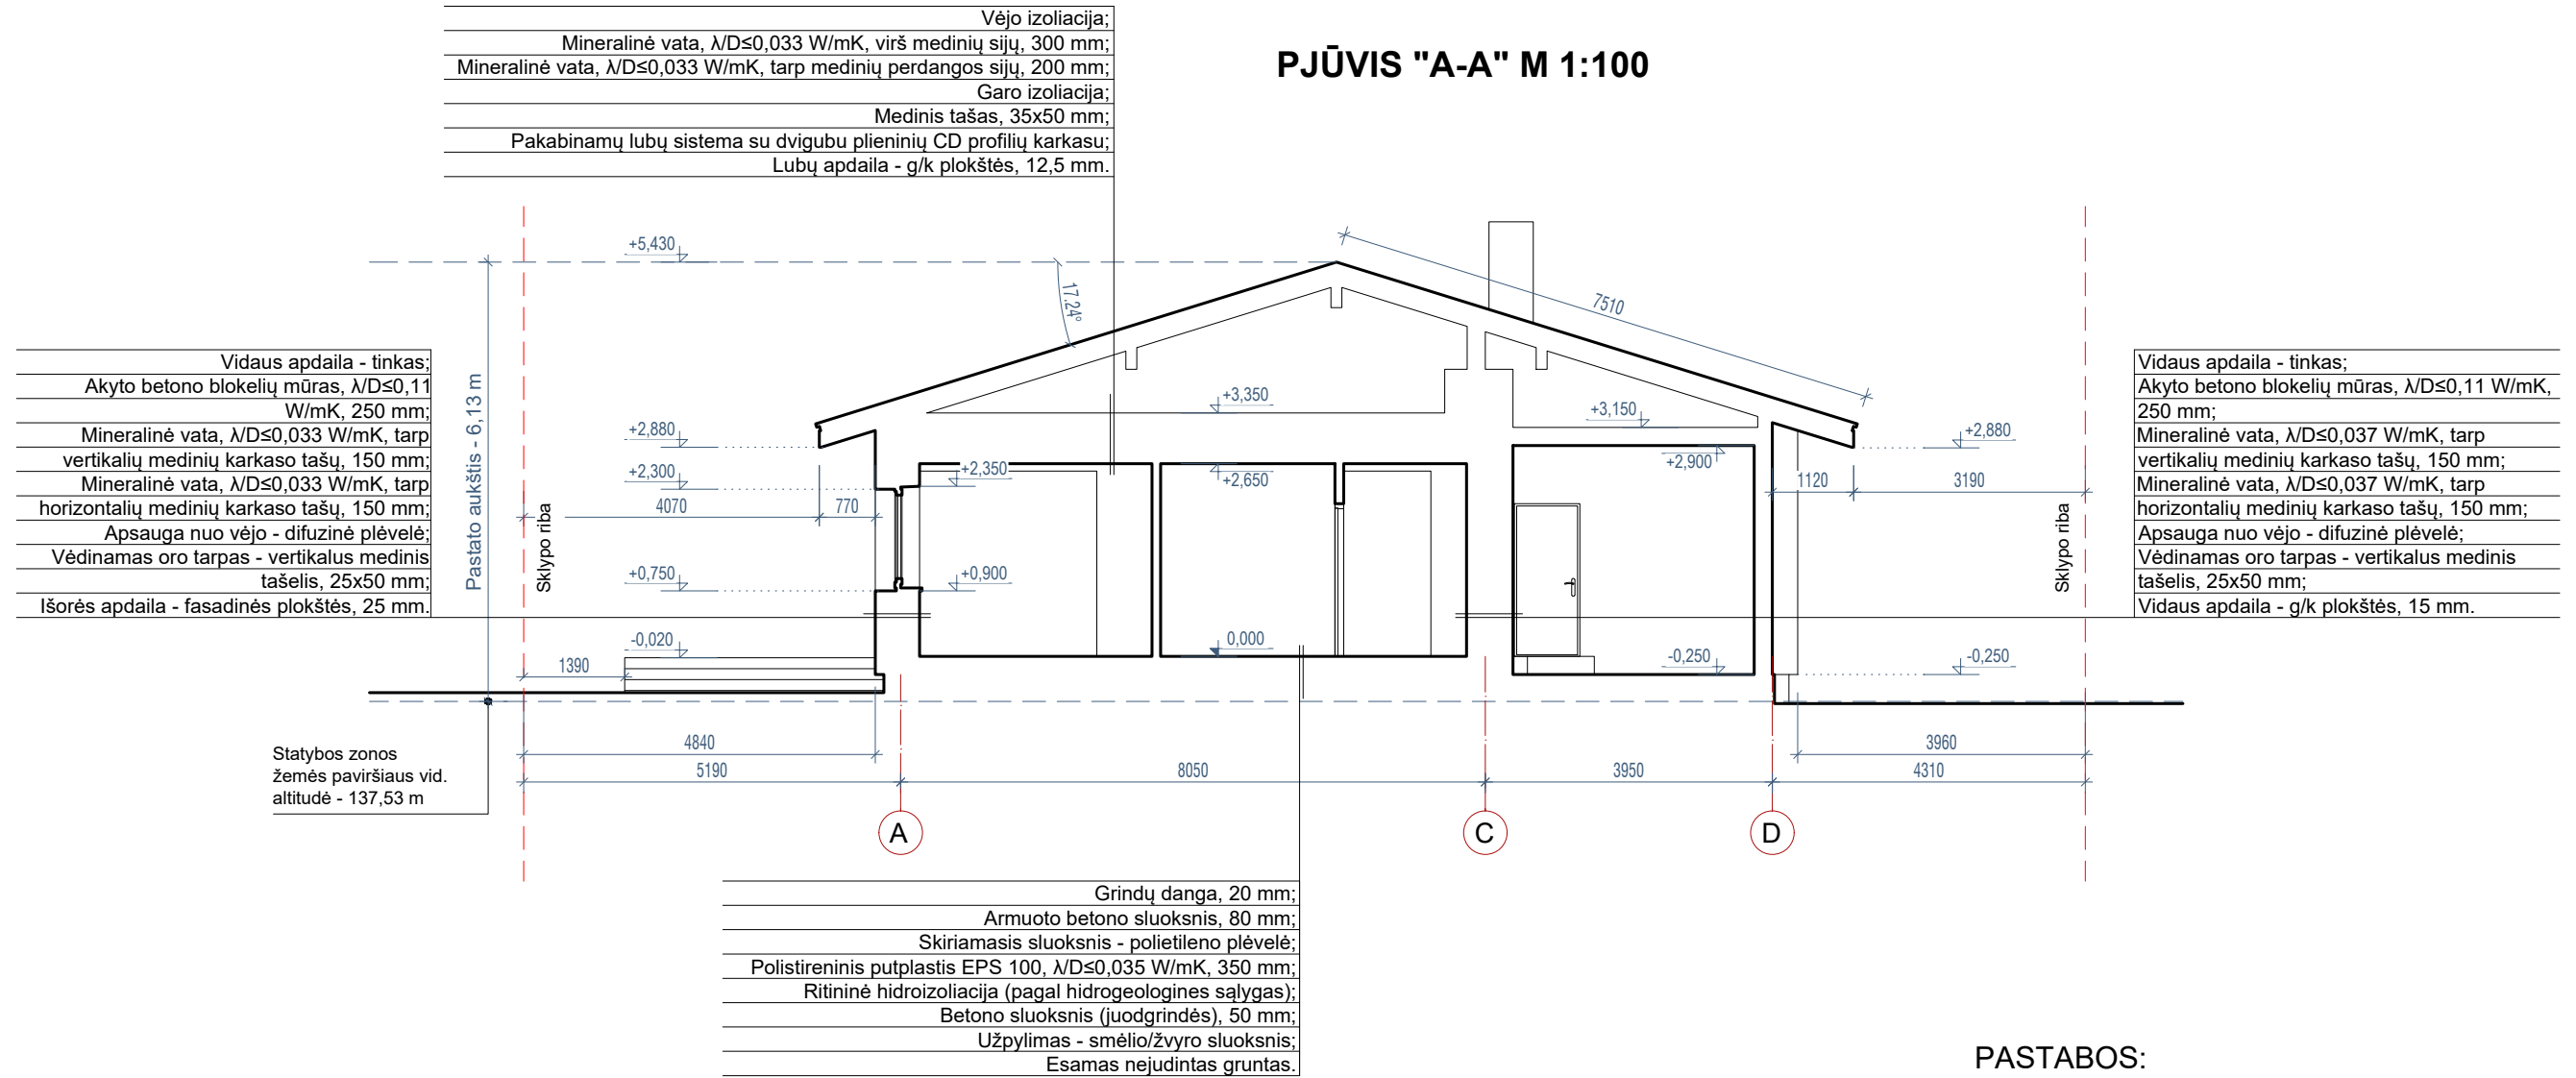 Vėjo izoliacija;
Mineralinė vata, λ/D≤0,033 W/mK, virš medinių sijų, 300 mm;
Mineralinė vata, λ/D≤0,033 W/mK, tarp medinių perdangos sijų, 200 mm;
Garo izoliacija;
Medinis tašas, 35x50 mm;
Pakabinamų lubų sistema su dvigubu plieninių CD profilių karkasu;
Lubų apdaila - g/k plokštės, 12,5 mm.
PJŪVIS "A-A" M 1:100
+5,430
17.24°
7510
Pastato aukštis - 6,13 m
Vidaus apdaila - tinkas;
Akyto betono blokelių mūras, λ/D≤0,11
W/mK, 250 mm;
Mineralinė vata, λ/D≤0,033 W/mK, tarp
vertikalių medinių karkaso tašų, 150 mm;
Mineralinė vata, λ/D≤0,033 W/mK, tarp
horizontalių medinių karkaso tašų, 150 mm;
Apsauga nuo vėjo - difuzinė plėvelė;
Vėdinamas oro tarpas - vertikalus medinis
tašelis, 25x50 mm;
Išorės apdaila - fasadinės plokštės, 25 mm.
Sklypo riba
+2,880
+2,300
4070
770
+0,750
-0,020
1390
+2,350
+0,900
+3,350
+2,650
0,000
+3,150
+2,900
-0,250
+2,880
1120
3190
-0,250
Sklypo riba
Vidaus apdaila - tinkas;
Akyto betono blokelių mūras, λ/D≤0,11 W/mK,
250 mm;
Mineralinė vata, λ/D≤0,037 W/mK, tarp
vertikalių medinių karkaso tašų, 150 mm;
Mineralinė vata, λ/D≤0,037 W/mK, tarp
horizontalių medinių karkaso tašų, 150 mm;
Apsauga nuo vėjo - difuzinė plėvelė;
Vėdinamas oro tarpas - vertikalus medinis
tašelis, 25x50 mm;
Vidaus apdaila - g/k plokštės, 15 mm.
4840
3960
5190
8050
3950
4310
Statybos zonos
žemės paviršiaus vid.
altitudė - 137,53 m
A
C
D
Grindų danga, 20 mm;
Armuoto betono sluoksnis, 80 mm;
Skiriamasis sluoksnis - polietileno plėvelė;
Polistireninis putplastis EPS 100, λ/D≤0,035 W/mK, 350 mm;
Ritininė hidroizoliacija (pagal hidrogeologines sąlygas);
Betono sluoksnis (juodgrindės), 50 mm;
Užpylimas - smėlio/žvyro sluoksnis;
Esamas nejudintas gruntas.
PASTABOS: